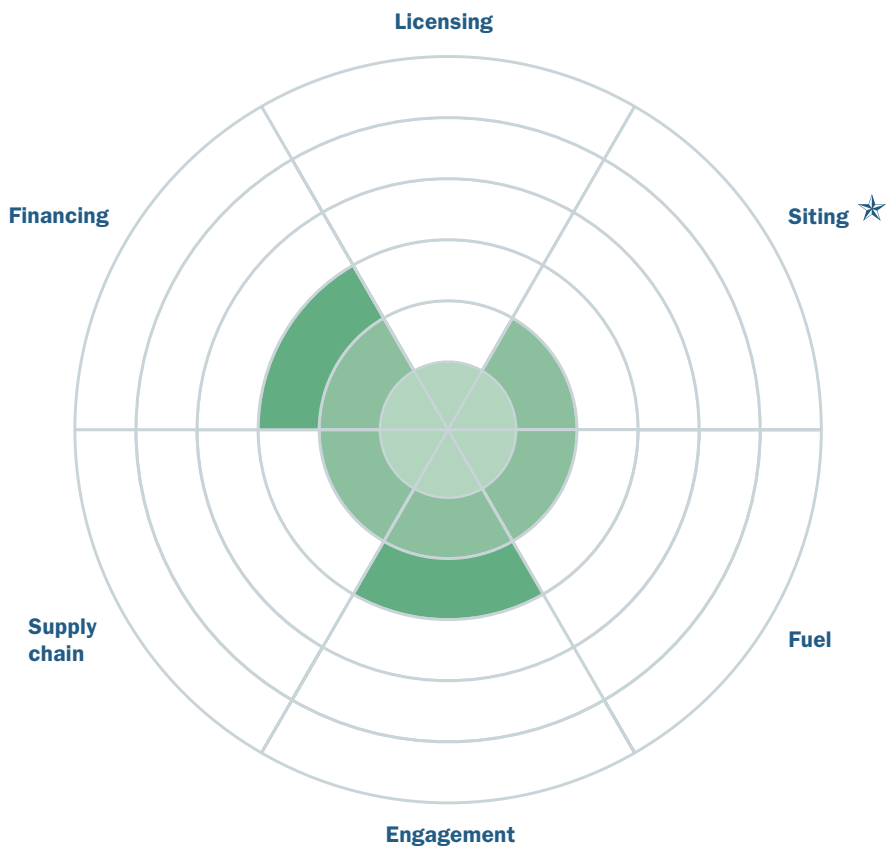 Licensing
Financing
Siting
Supply
chain
Fuel
Engagement